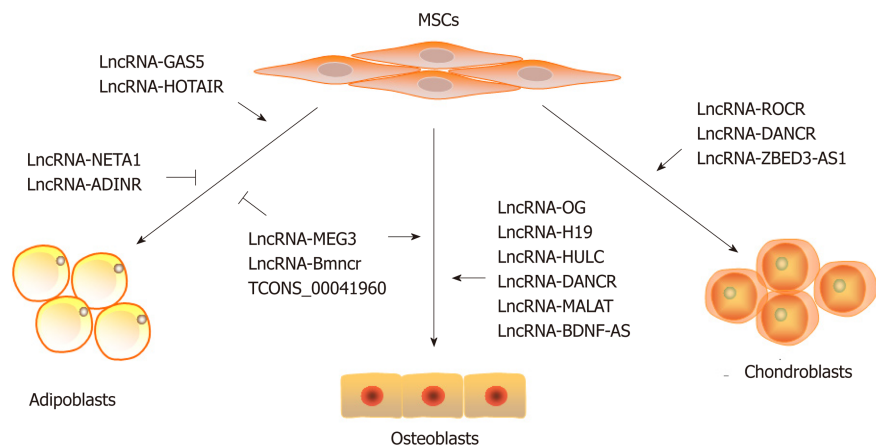 MSCs
LncRNA-GAS5
LncRNA-HOTAIR
LncRNA-NETA1
LncRNA-ADINR
LncRNA-MEG3
LncRNA-Bmncr
TCONS_00041960
LncRNA-OG
LncRNA-H19
LncRNA-HULC
LncRNA-DANCR
LncRNA-MALAT
LncRNA-BDNF-AS
LncRNA-ROCR
LncRNA-DANCR
LncRNA-ZBED3-AS1
Adipoblasts
Osteoblasts
Chondroblasts